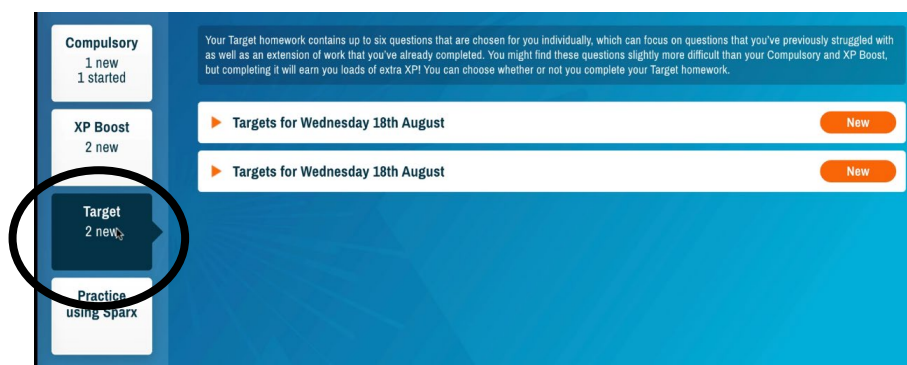 Compulsory
1 new
1 started
XP Boost
2 new
Target
2 new
Practice
using Sparx
Your Target homework contains up to six questions that are chosen for you individually, which can focus on questions that you've previously struggled with
as well as an extension of work that you've already completed. You might find these questions slightly more difficult than your Compulsory and XP Boost,
but completing it will earn you loads of extra XP! You can choose whether or not you complete your Target homework.
Targets for Wednesday 18th August
New
Targets for Wednesday 18th August
New